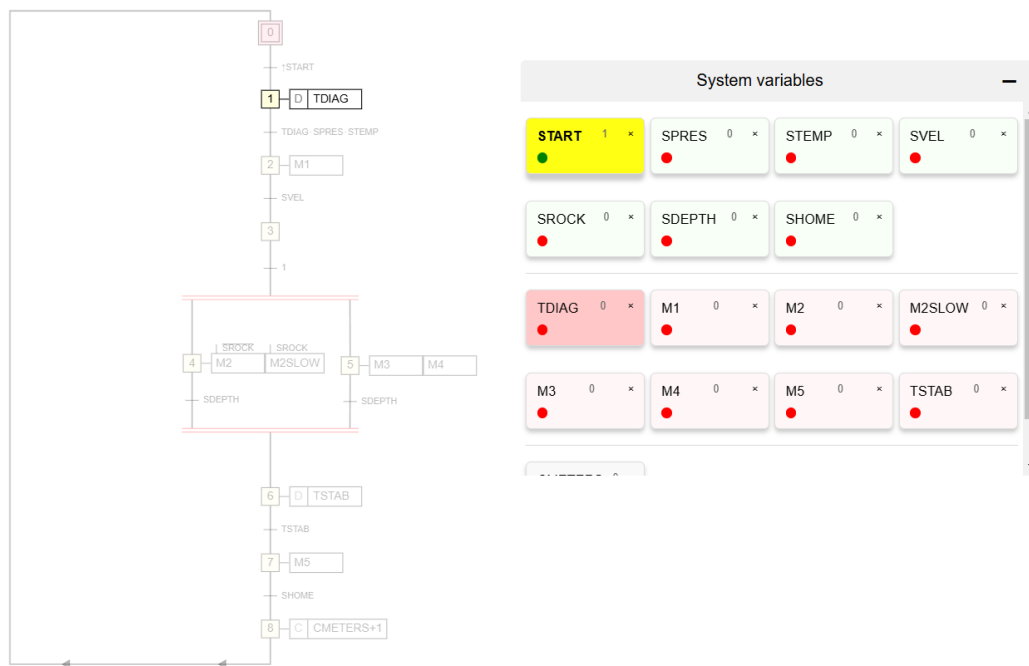 0
↑START
1 D TDIAG
TDIAG·SPRES·STEMP
2 M1
SVEL
3
1
SROCK SROCK
4 M2 M2SLOW 5 M3 M4
SDEPTH SDEPTH
6 D TSTAB
TSTAB
7 M5
SHOME
8 C CMETERS+1
System variables
START 1 × SPRES 0 × STEMP 0 × SVEL 0 ×
SROCK 0 × SDEPTH 0 × SHOME 0 ×
TDIAG 0 × M1 0 × M2 0 × M2SLOW 0 ×
M3 0 × M4 0 × M5 0 × TSTAB 0 ×